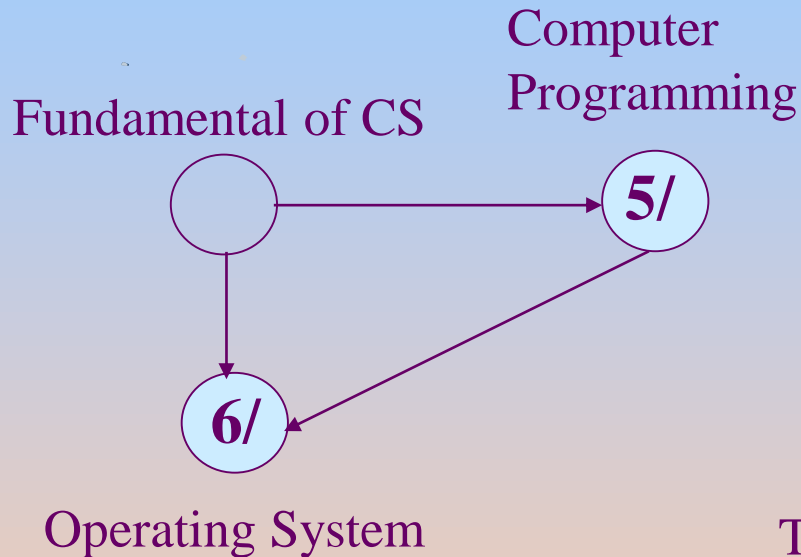 Computer
Programming
Fundamental of CS
5/
6/
Operating System
T